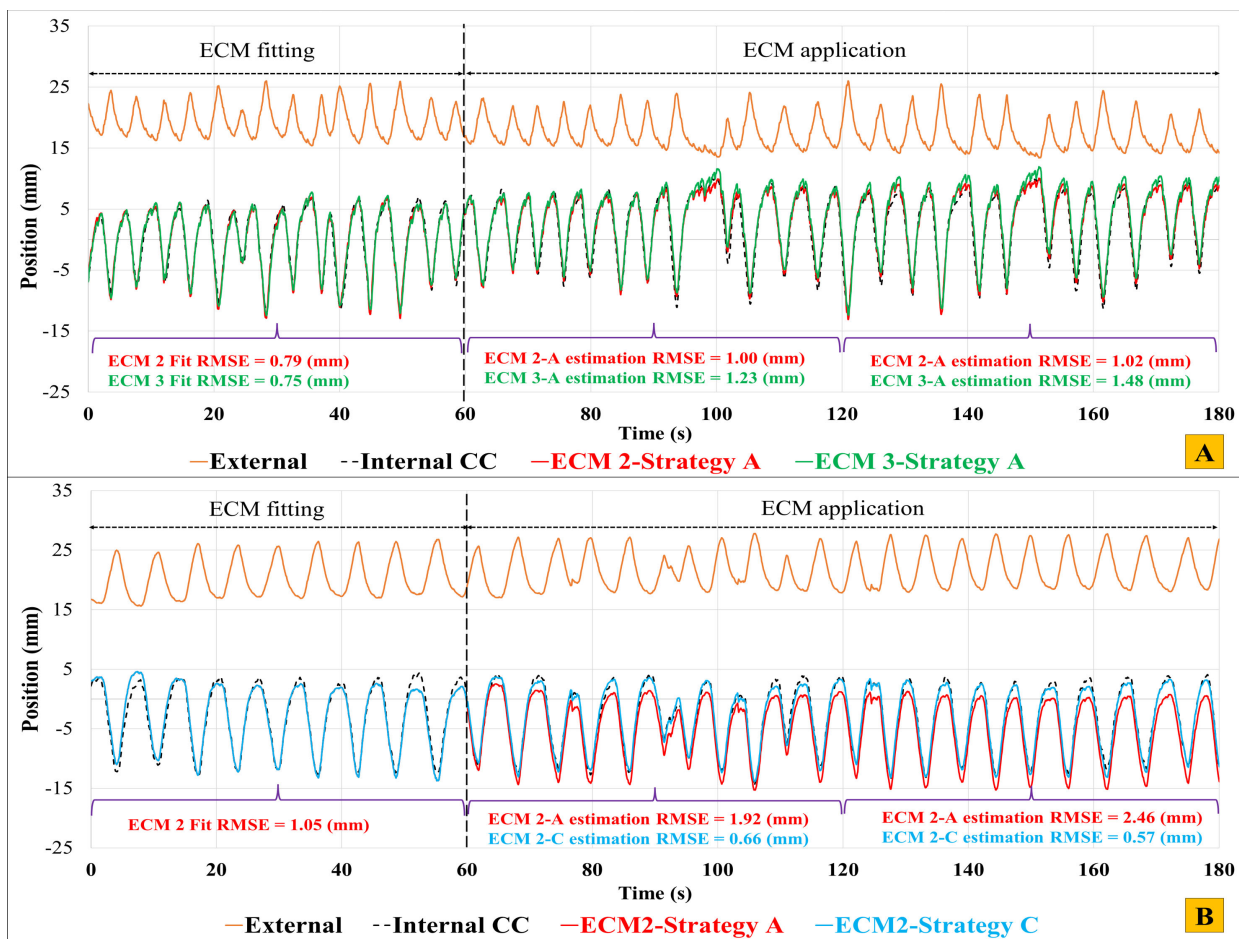 ECM fitting
ECM application
35
25
15
5
-5
-15
-25
Position (mm)
ECM 2 Fit RMSE = 0.79 (mm)
ECM 3 Fit RMSE = 0.75 (mm)
ECM 2-A estimation RMSE = 1.00 (mm)
ECM 3-A estimation RMSE = 1.23 (mm)
ECM 2-A estimation RMSE = 1.02 (mm)
ECM 3-A estimation RMSE = 1.48 (mm)
0 20 40 60 80 100 120 140 160 180
Time (s)
External Internal CC ECM 2-Strategy A ECM 3-Strategy A
A
ECM fitting
ECM application
35
25
15
5
-5
-15
-25
Position (mm)
ECM 2 Fit RMSE = 1.05 (mm)
ECM 2-A estimation RMSE = 1.92 (mm)
ECM 2-C estimation RMSE = 0.66 (mm)
ECM 2-A estimation RMSE = 2.46 (mm)
ECM 2-C estimation RMSE = 0.57 (mm)
0 20 40 60 80 100 120 140 160 180
Time (s)
External Internal CC ECM2-Strategy A ECM2-Strategy C
B